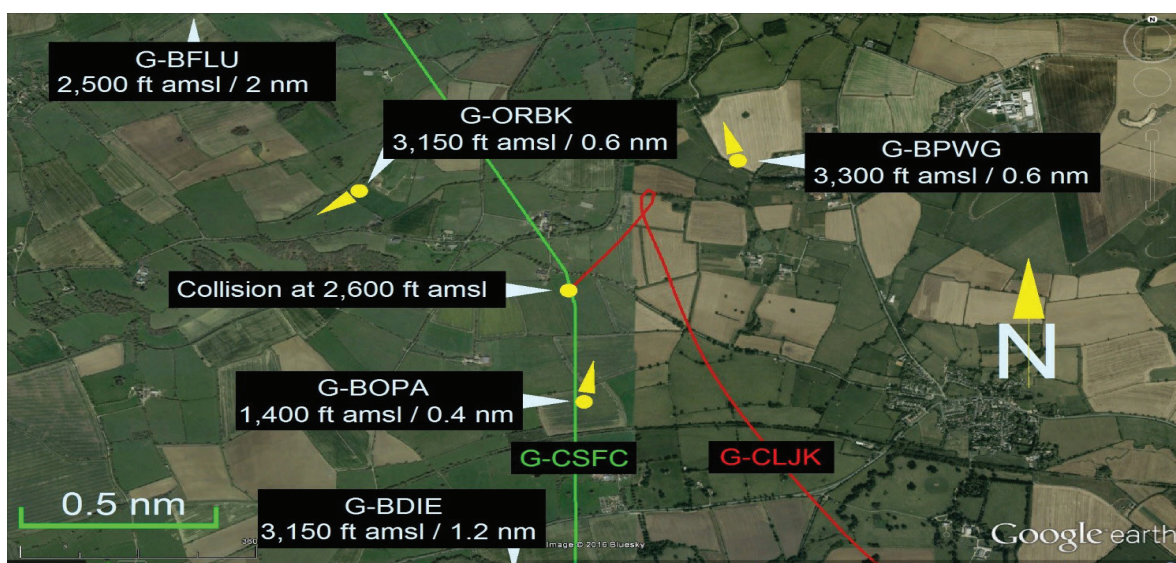 G-BFLU
2,500 ft amsl / 2 nm
G-ORBK
3,150 ft amsl / 0.6 nm
G-BPWG
3,300 ft amsl / 0.6 nm
Collision at 2,600 ft amsl
N
G-BOPA
1,400 ft amsl / 0.4 nm
G-CSFC
G-CLJK
0.5 nm
G-BDIE
3,150 ft amsl / 1.2 nm
Image © 2016 Bluesky
Google earth